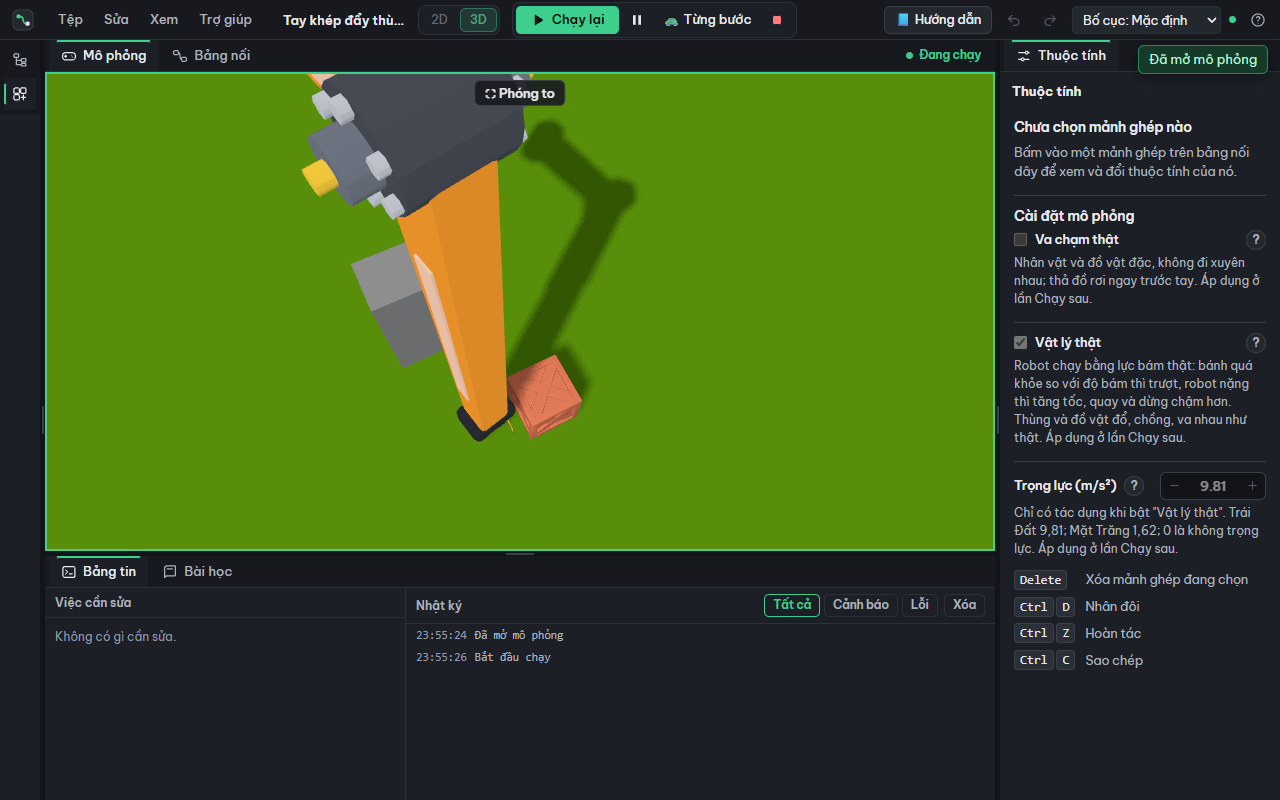 Tệp Sửa Xem Trợ giúp Tay khép đẩy thù... 2D 3D Chạy lại Từng bước Hướng dẫn Bố cục: Mặc định
Mô phỏng Bảng nối Đang chạy Thuộc tính Đã mở mô phỏng
Phóng to
Thuộc tính
Chưa chọn mảnh ghép nào
Bấm vào một mảnh ghép trên bảng nối
dây để xem và đổi thuộc tính của nó.
Cài đặt mô phỏng
Va chạm thật ?
Nhân vật và đồ vật đặc, không đi xuyên
nhau; thả đồ rơi ngay trước tay. Áp dụng ở
lần Chạy sau.
Vật lý thật ?
Robot chạy bằng lực bám thật: bánh quá
khỏe so với độ bám thì trượt, robot nặng
thì tăng tốc, quay và dừng chậm hơn.
Thùng và đồ vật đổ, chồng, va nhau như
thật. Áp dụng ở lần Chạy sau.
Trọng lực (m/s²) ? − 9.81 +
Chỉ có tác dụng khi bật "Vật lý thật". Trái
Đất 9,81; Mặt Trăng 1,62; 0 là không trọng
lực. Áp dụng ở lần Chạy sau.
Delete Xóa mảnh ghép đang chọn
Ctrl D Nhân đôi
Ctrl Z Hoàn tác
Ctrl C Sao chép
Bảng tin Bài học
Việc cần sửa
Không có gì cần sửa.
Nhật ký Tất cả Cảnh báo Lỗi Xóa
23:55:24 Đã mở mô phỏng
23:55:26 Bắt đầu chạy